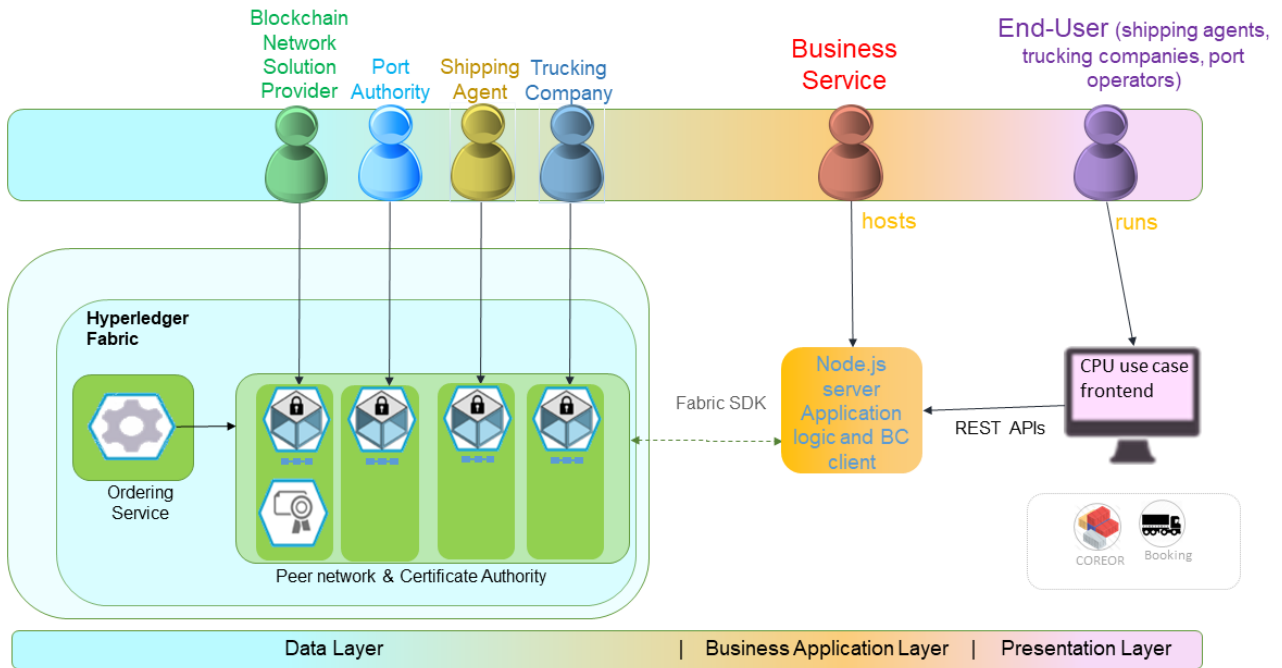 Blockchain
Network
Solution
Provider
Port
Authority
Shipping
Agent
Trucking
Company
Business
Service
End-User (shipping agents,
trucking companies, port
operators)
hosts
runs
Hyperledger
Fabric
Ordering
Service
Peer network & Certificate Authority
Fabric SDK
Node.js
server
Application
logic and BC
client
REST APIs
CPU use case
frontend
COREOR
Booking
Data Layer
| Business Application Layer
| Presentation Layer